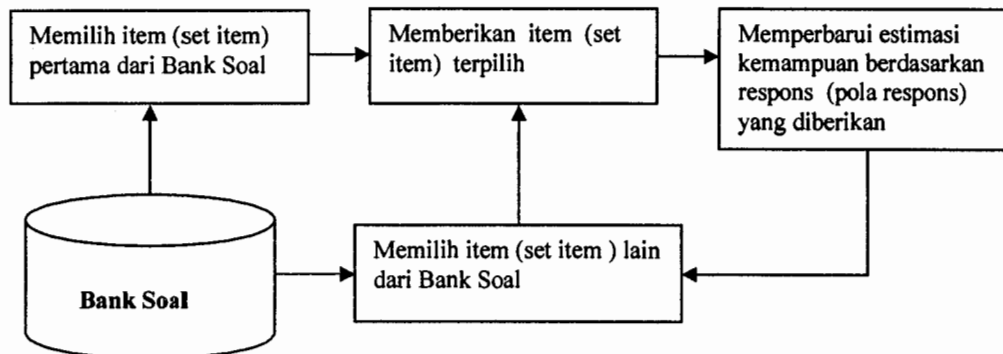 Memilih item (set item)
pertama dari Bank Soal
Memberikan item (set
item) terpilih
Memperbarui estimasi
kemampuan berdasarkan
respons (pola respons)
yang diberikan
Memilih item (set item ) lain
dari Bank Soal
Bank Soal